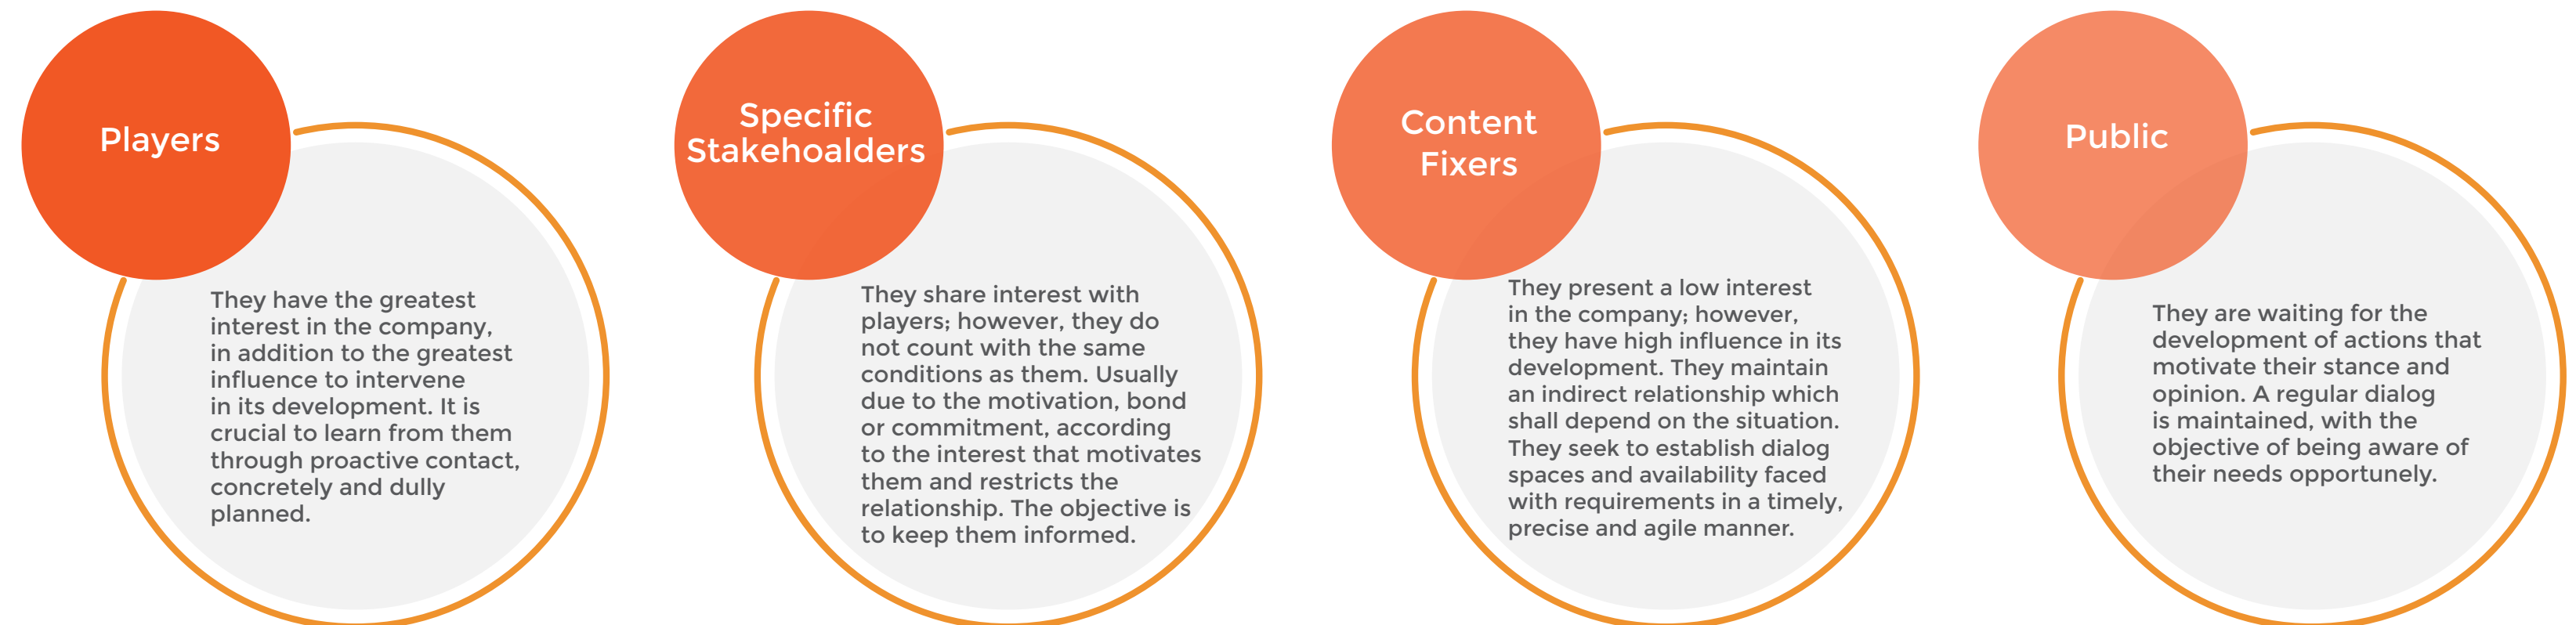 Players
They have the greatest
interest in the company,
in addition to the greatest
influence to intervene
in its development. It is
crucial to learn from them
through proactive contact,
concretely and dully
planned.
Specific
Stakehoalders
They share interest with
players; however, they do
not count with the same
conditions as them. Usually
due to the motivation, bond
or commitment, according
to the interest that motivates
them and restricts the
relationship. The objective is
to keep them informed.
Content
Fixers
They present a low interest
in the company; however,
they have high influence in its
development. They maintain
an indirect relationship which
shall depend on the situation.
They seek to establish dialog
spaces and availability faced
with requirements in a timely,
precise and agile manner.
Public
They are waiting for the
development of actions that
motivate their stance and
opinion. A regular dialog
is maintained, with the
objective of being aware of
their needs opportunely.